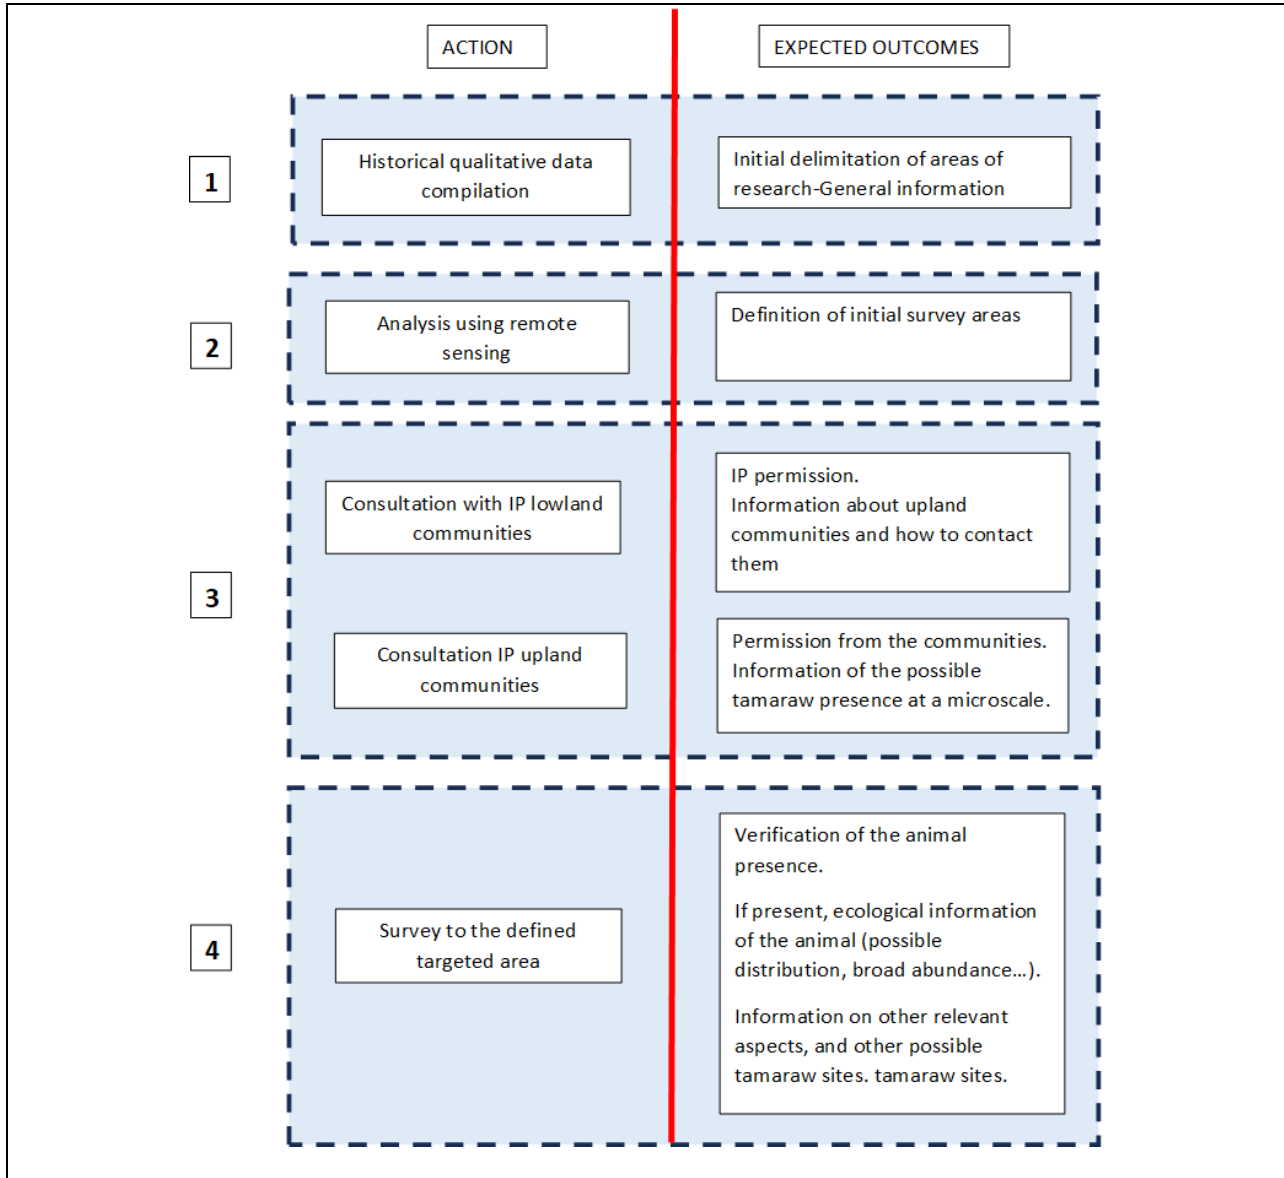 ACTION
EXPECTED OUTCOMES
1
Historical qualitative data
compilation
Initial delimitation of areas of
research-General information
2
Analysis using remote
sensing
Definition of initial survey areas
3
Consultation with IP lowland
communities
IP permission.
Information about upland
communities and how to contact
them
Consultation IP upland
communities
Permission from the communities.
Information of the possible
tamaraw presence at a microscale.
4
Survey to the defined
targeted area
Verification of the animal
presence.
If present, ecological information
of the animal (possible
distribution, broad abundance...).
Information on other relevant
aspects, and other possible
tamaraw sites. tamaraw sites.